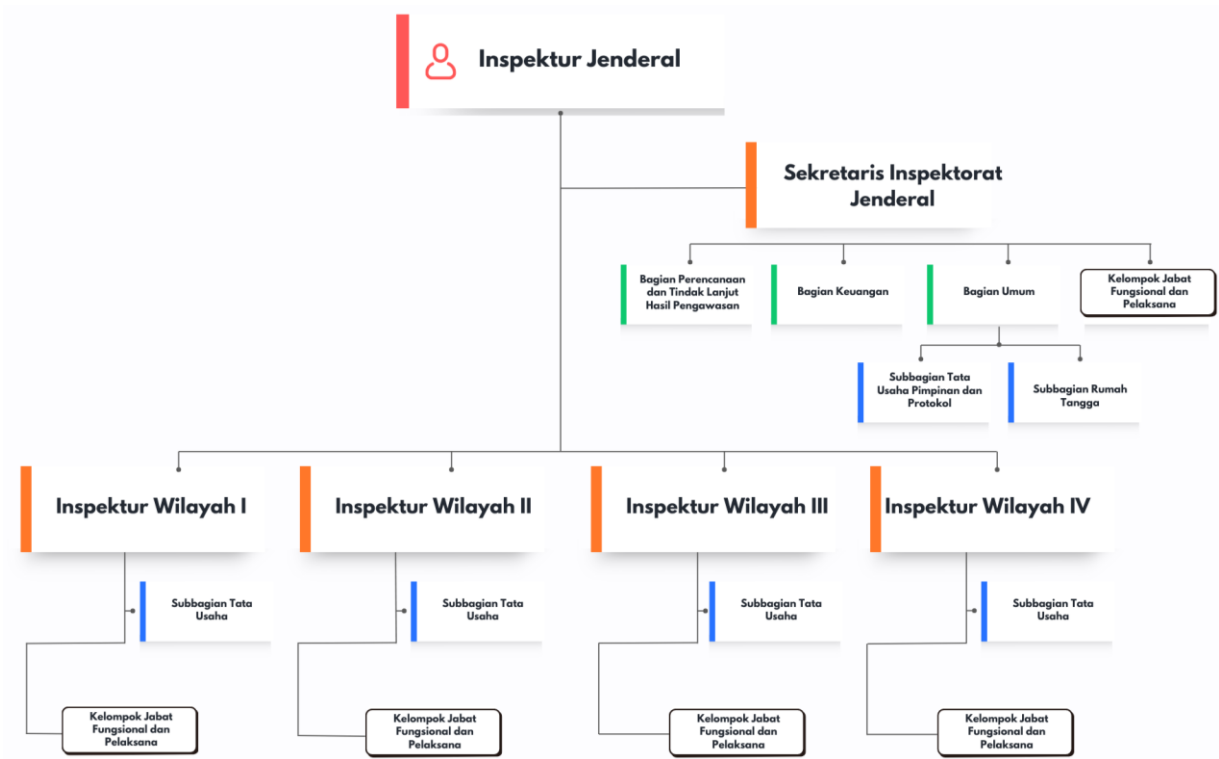 Inspektur Jenderal
Sekretaris Inspektorat
Jenderal
Bagian Perencanaan
dan Tindak Lanjut
Hasil Pengawasan
Bagian Keuangan
Bagian Umum
Kelompok Jabat
Fungsional dan
Pelaksana
Subbagian Tata
Usaha Pimpinan dan
Protokol
Subbagian Rumah
Tangga
Inspektur Wilayah I
Inspektur Wilayah II
Inspektur Wilayah III
Inspektur Wilayah IV
Subbagian Tata
Usaha
Subbagian Tata
Usaha
Subbagian Tata
Usaha
Subbagian Tata
Usaha
Kelompok Jabat
Fungsional dan
Pelaksana
Kelompok Jabat
Fungsional dan
Pelaksana
Kelompok Jabat
Fungsional dan
Pelaksana
Kelompok Jabat
Fungsional dan
Pelaksana